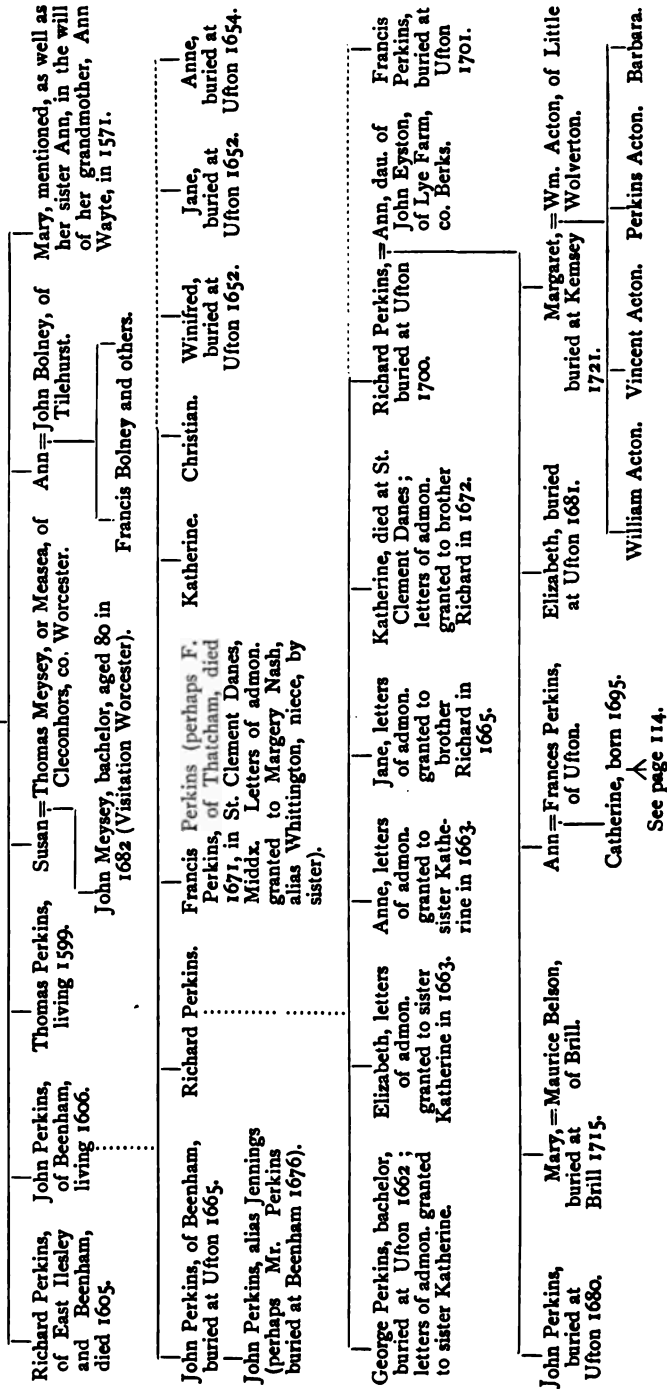 Richard Perkins,
of East Ilesley
and Beenham,
died 1605.
John Perkins,
of Beenham,
living 1606.
Thomas Perkins,
living 1599.
Susan=Thomas Meysey, or Measea, of
Cleconhors, co. Worcester.
John Meysey, bachelor, aged 80 in
1682 (Visitation Worcester).
Ann=John Bolney, of
Tilehurst.
Francis Bolney and others.
Mary, mentioned, as well as
her sister Ann, in the will
of her grandmother, Ann
Wayte, in 1571.
John Perkins, of Beenham,
buried at Ufton 1665.
John Perkins, alias Jennings
(perhaps Mr. Perkins
buried at Beenham 1676).
Richard Perkins.
Francis Perkins (perhaps F.
Perkins, of Thatcham, died
1671, in St. Clement Danes,
Middx. Letters of admon.
granted to Margery Nash,
alias Whittington, niece, by
sister).
Katherine.
Christian.
Winifred,
buried at
Ufton 1652.
Jane,
buried at
Ufton 1652.
Anne,
buried at
Ufton 1654.
George Perkins, bachelor,
buried at Ufton 1662;
letters of admon. granted
to sister Katherine.
Elizabeth, letters
of admon.
granted to sister
Katherine in 1663.
Anne, letters
of admon.
granted to
sister Kathe-
rine in 1663.
Jane, letters
of admon.
granted to
brother
Richard in
1665.
Katherine, died at St.
Clement Danes;
letters of admon.
granted to brother
Richard in 1672.
Richard Perkins,=Ann, dau. of
buried at Ufton John Eyston,
1700. of Lye Farm,
co. Berks.
Francis
Perkins,
buried at
Ufton
1701.
John Perkins,
buried at
Ufton 1680.
Mary,=Maurice Belson,
buried at of Brill.
Brill 1715.
Ann=Frances Perkins,
of Ufton.
Catherine, born 1695.
See page 114.
Elizabeth, buried
at Ufton 1681.
Margaret,=Wm. Acton, of Little
buried at Kemsey Wolverton.
1721.
William Acton. Vincent Acton. Perkins Acton. Barbara.